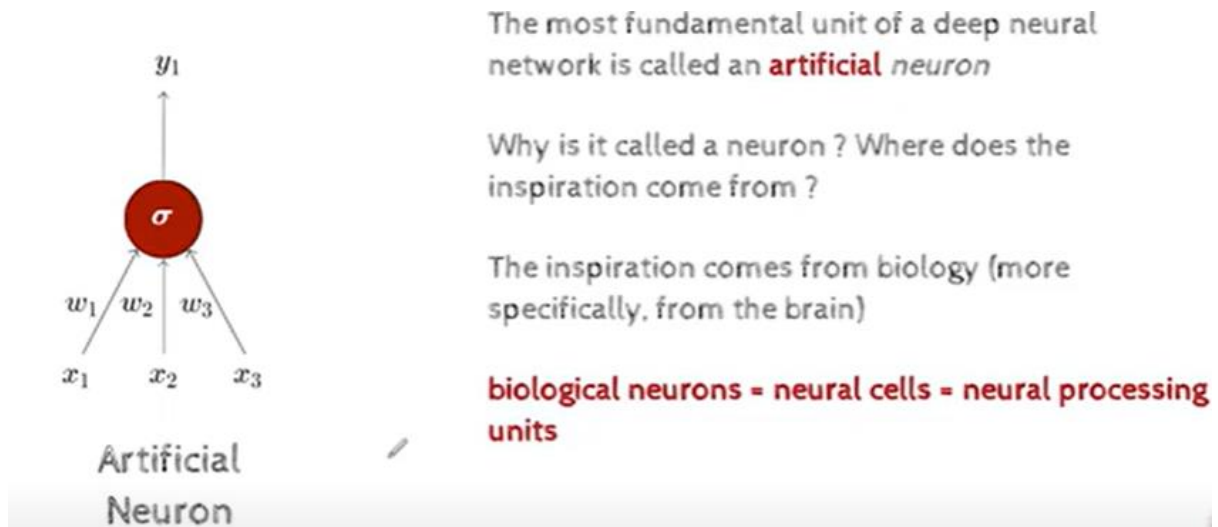 y₁
σ
w₁ w₂ w₃
x₁ x₂ x₃
Artificial
Neuron
The most fundamental unit of a deep neural
network is called an artificial neuron
Why is it called a neuron ? Where does the
inspiration come from ?
The inspiration comes from biology (more
specifically, from the brain)
biological neurons = neural cells = neural processing
units